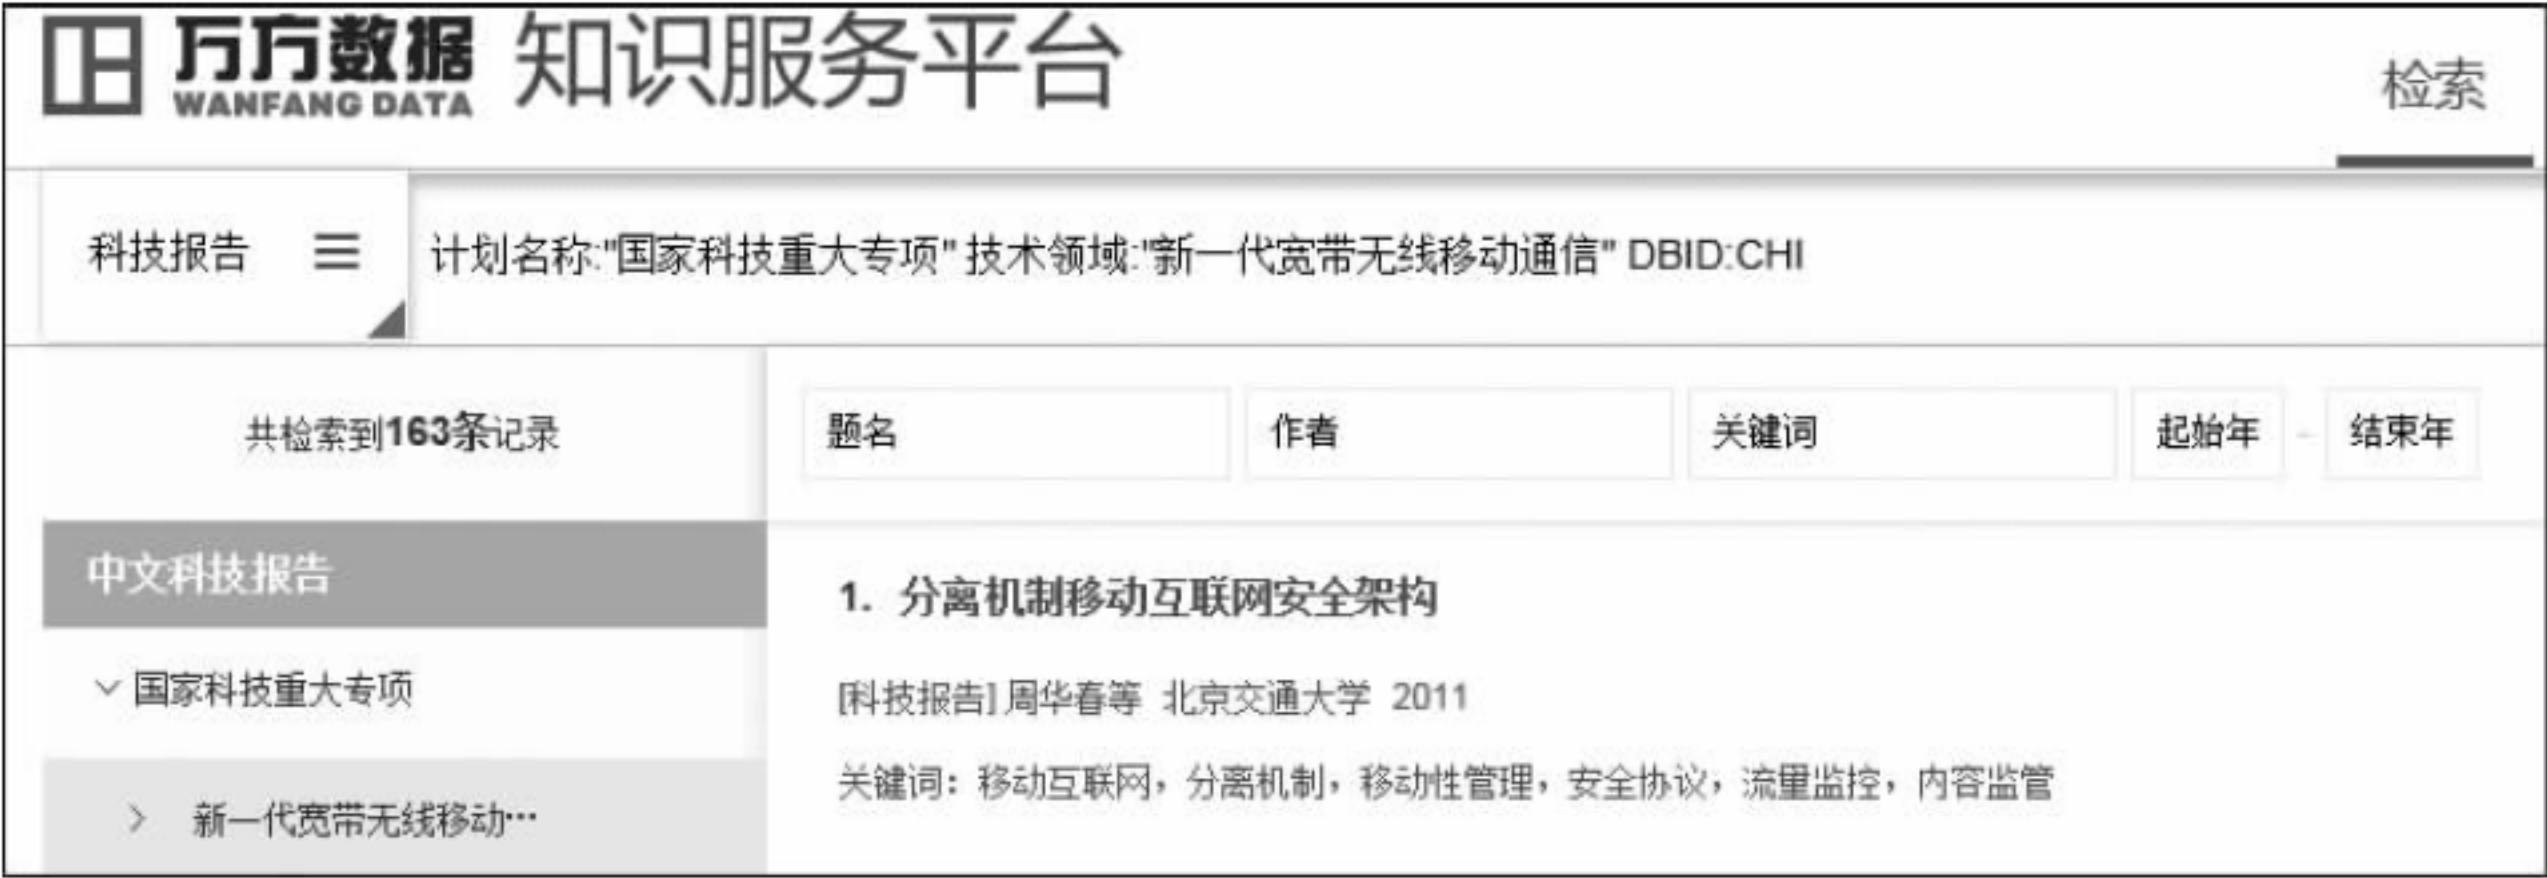 万方数据 知识服务平台
WANFANG DATA
检索
科技报告
计划名称:"国家科技重大专项" 技术领域:"新一代宽带无线移动通信" DBID:CHI
共检索到163条记录
题名 作者 关键词 起始年 - 结束年
中文科技报告
国家科技重大专项
新一代宽带无线移动…
1. 分离机制移动互联网安全架构
[科技报告] 周华春等 北京交通大学 2011
关键词：移动互联网，分离机制，移动性管理，安全协议，流量监控，内容监管